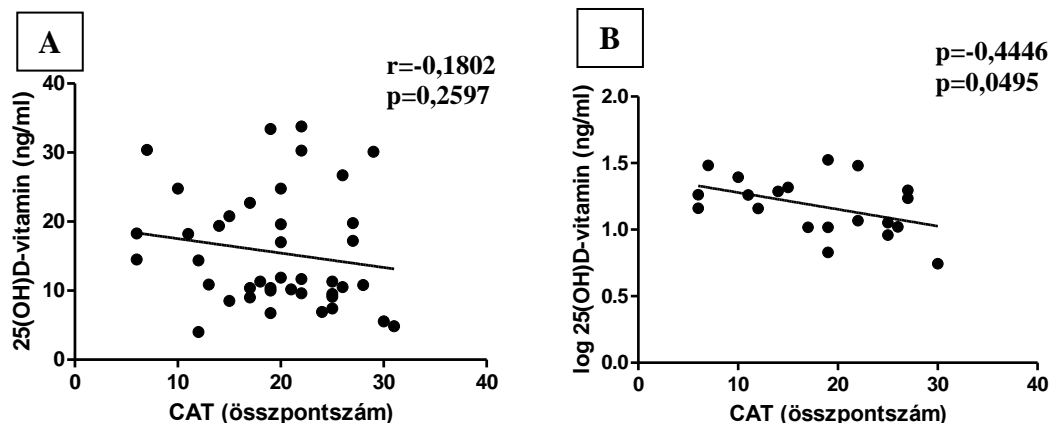 A
r=-0,1802
p=0,2597
25(OH)D-vitamin (ng/ml)
40
30
20
10
0
0 10 20 30 40
CAT (összpontszám)
B
p=-0,4446
p=0,0495
log 25(OH)D-vitamin (ng/ml)
2.0
1.5
1.0
0.5
0.0
0 10 20 30 40
CAT (összpontszám)